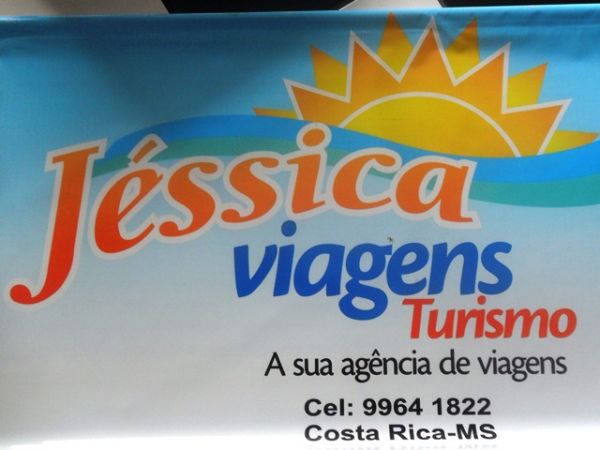 Jéssica
viagens
Turismo
A sua agência de viagens
Cel: 9964 1822
Costa Rica-MS